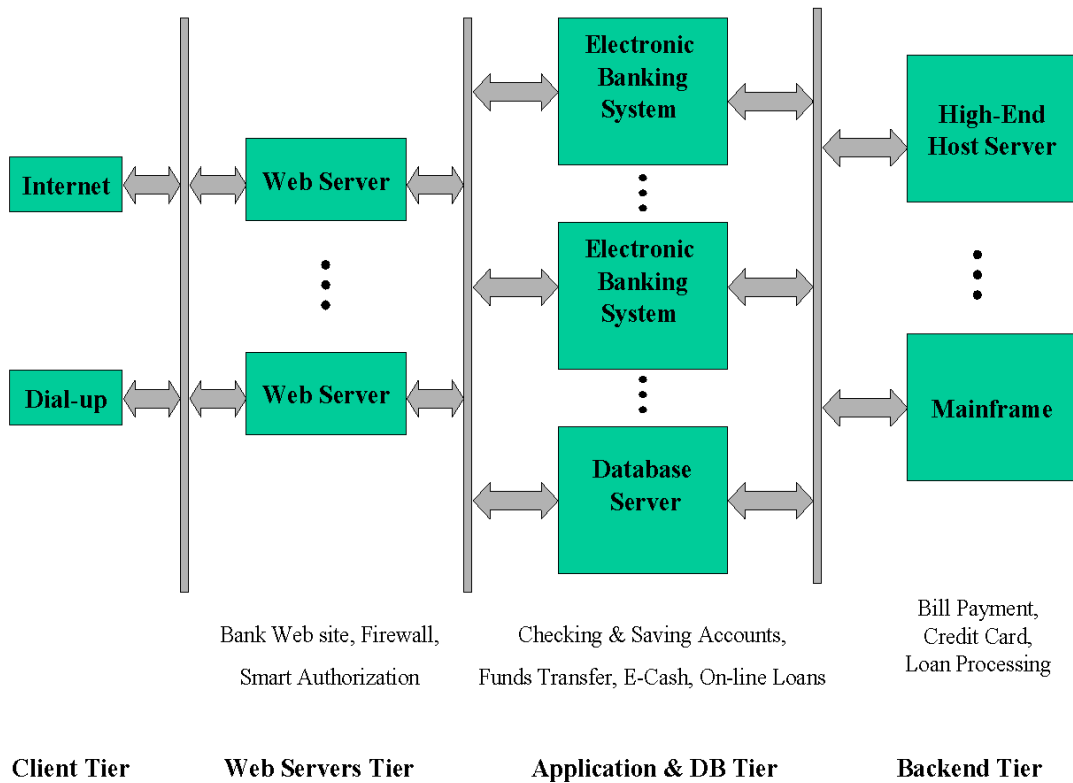 Electronic
Banking
System
High-End
Host Server
Internet
Web Server
Electronic
Banking
System
Dial-up
Web Server
Mainframe
Database
Server
Bank Web site, Firewall,
Smart Authorization
Checking & Saving Accounts,
Funds Transfer, E-Cash, On-line Loans
Bill Payment,
Credit Card,
Loan Processing
Client Tier
Web Servers Tier
Application & DB Tier
Backend Tier